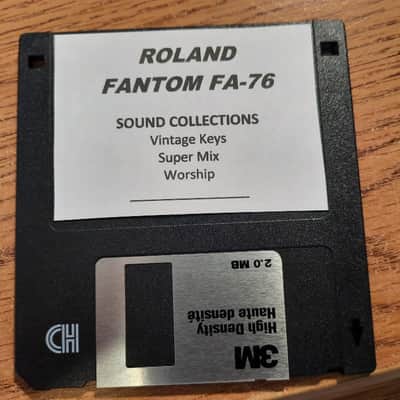 ROLAND
FANTOM FA-76
SOUND COLLECTIONS
Vintage Keys
Super Mix
Worship
2.0 MB
High Density
Haute densité
3M
HD